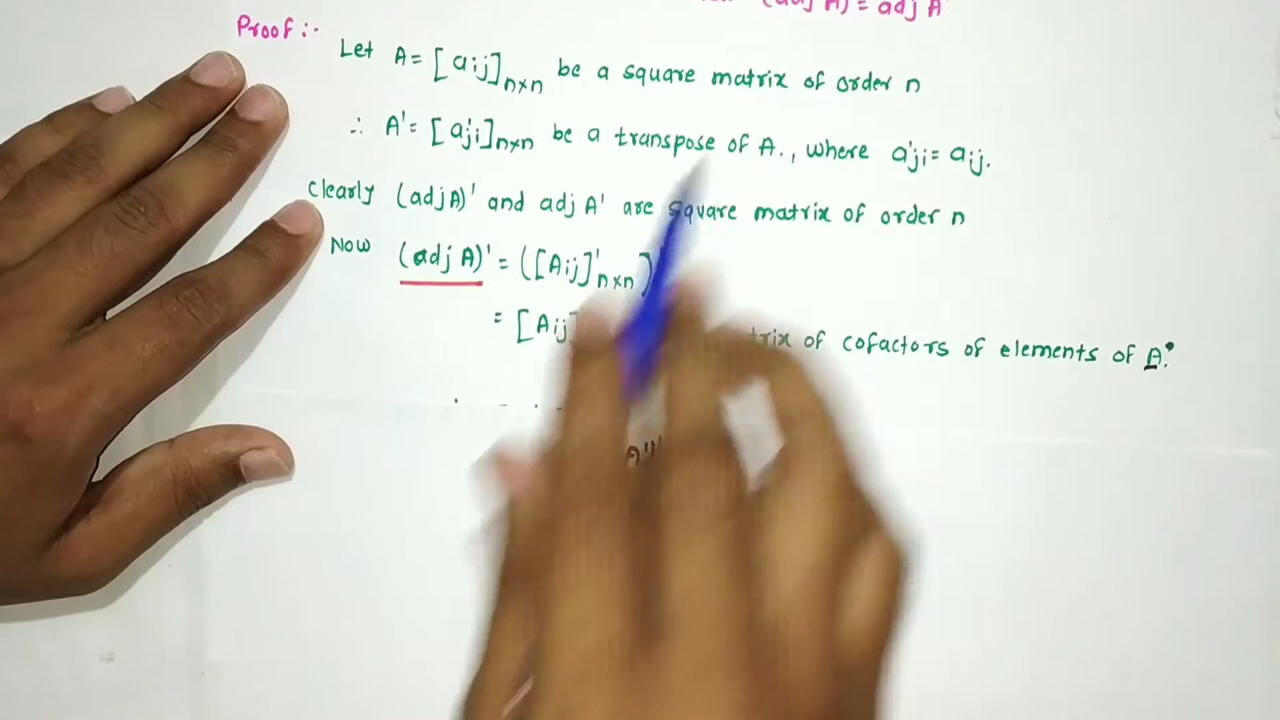 (adj A)' = adj A'
Proof :-
Let A = [aij]n×n be a square matrix of order n
∴ A' = [a'ji]n×n be a transpose of A., where a'ji = aij.
Clearly (adj A)' and adj A' are square matrix of order n
Now (adj A)' = ([Aij]'n×n)'
= [Aij] of cofactors of elements of A.
A'